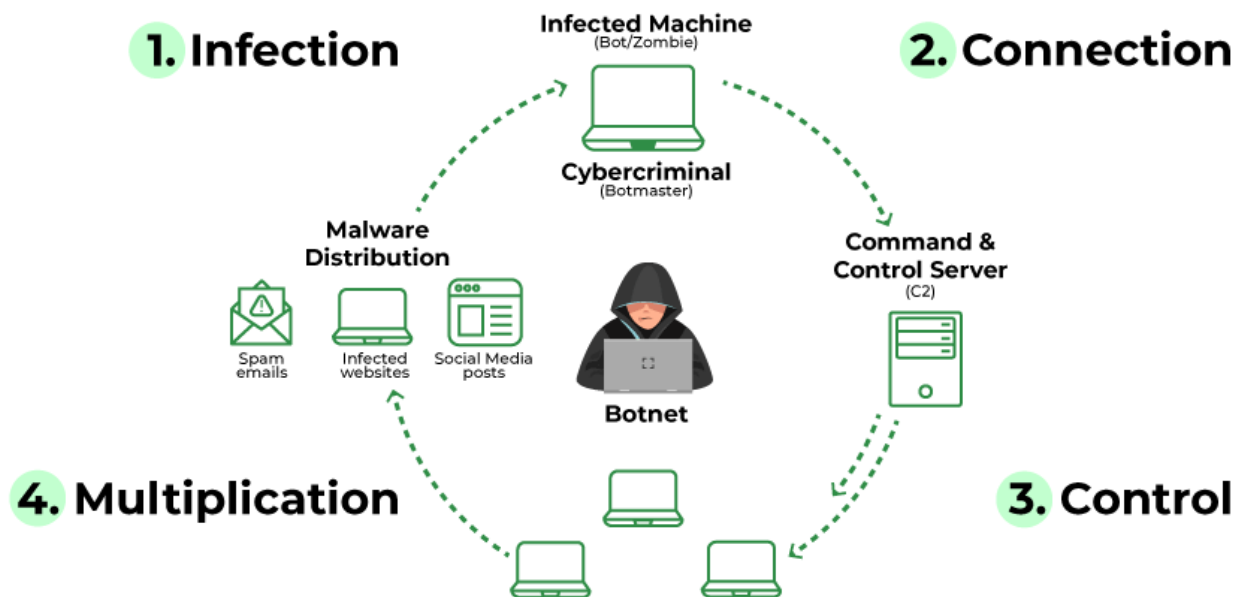 1. Infection
Infected Machine
(Bot/Zombie)
2. Connection
Cybercriminal
(Botmaster)
Malware
Distribution
Command &
Control Server
(C2)
Spam
emails
Infected
websites
Social Media
posts
Botnet
4. Multiplication
3. Control